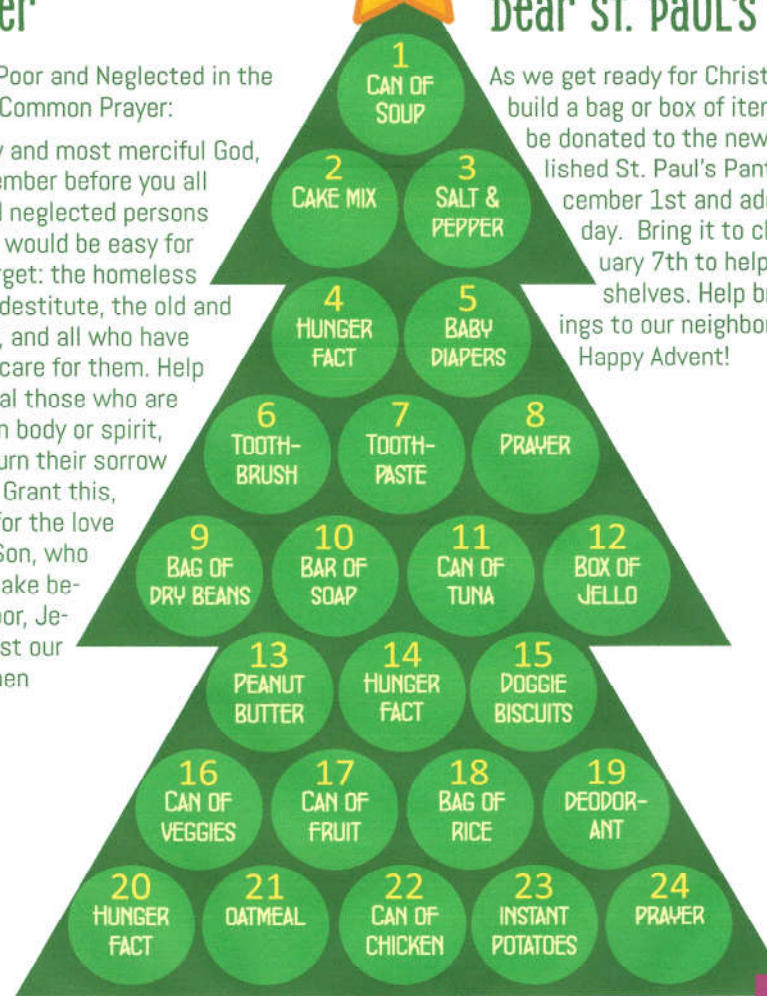 er
Poor and Neglected in the
Common Prayer:
y and most merciful God,
ember before you all
neglected persons
would be easy for
rget: the homeless
destitute, the old and
, and all who have
care for them. Help
al those who are
n body or spirit,
urn their sorrow
Grant this,
for the love
Son, who
ake be-
oor, Je-
st our
nen
1
CAN OF
SOUP
2
CAKE MIX
3
SALT &
PEPPER
4
HUNGER
FACT
5
BABY
DIAPERS
6
TOOTH-
BRUSH
7
TOOTH-
PASTE
8
PRAYER
9
BAG OF
DRY BEANS
10
BAR OF
SOAP
11
CAN OF
TUNA
12
BOX OF
JELLO
13
PEANUT
BUTTER
14
HUNGER
FACT
15
DOGGIE
BISCUITS
16
CAN OF
VEGGIES
17
CAN OF
FRUIT
18
BAG OF
RICE
19
DEODOR-
ANT
20
HUNGER
FACT
21
OATMEAL
22
CAN OF
CHICKEN
23
INSTANT
POTATOES
24
PRAYER
Dear St. Paul's
As we get ready for Christ
build a bag or box of iter
be donated to the new
lished St. Paul's Pant
cember 1st and ad
day. Bring it to c
uary 7th to help
shelves. Help b
ings to our neighbor
Happy Advent!